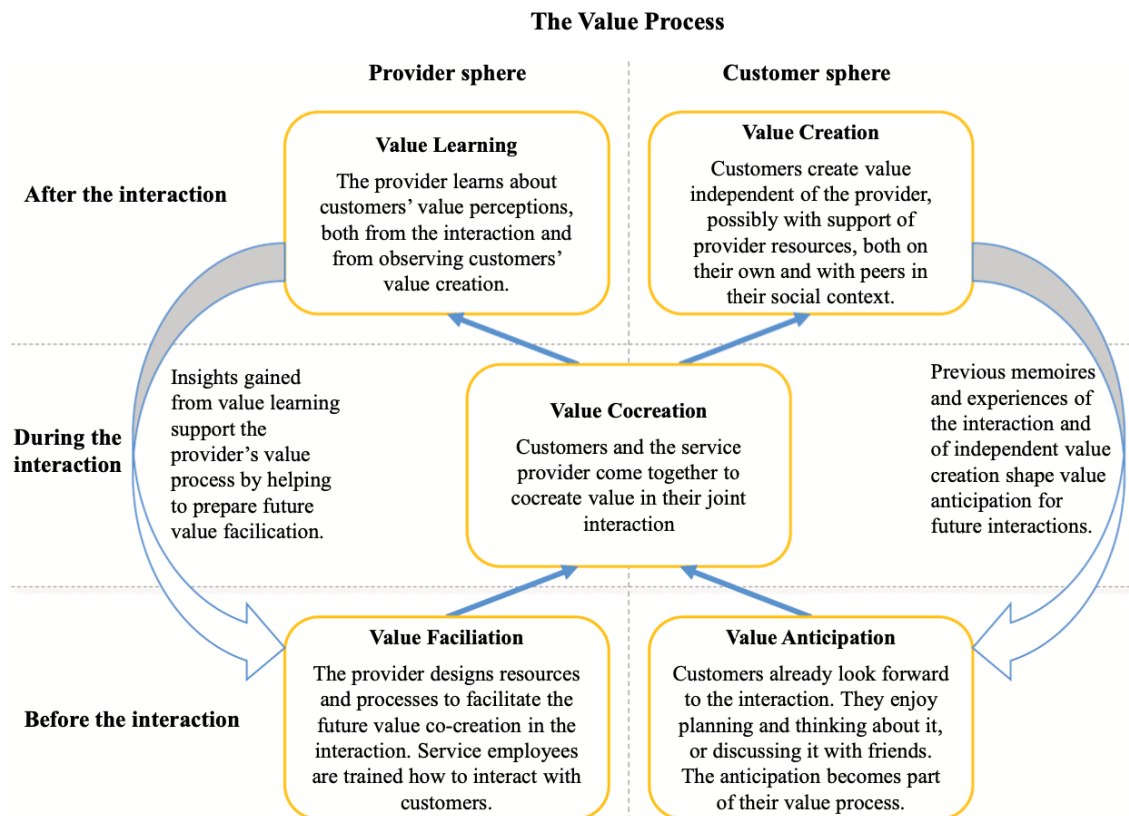 The Value Process
Provider sphere
Customer sphere
After the interaction
Value Learning
The provider learns about
customers' value perceptions,
both from the interaction and
from observing customers'
value creation.
Value Creation
Customers create value
independent of the provider,
possibly with support of
provider resources, both on
their own and with peers in
their social context.
During the
interaction
Insights gained
from value learning
support the
provider's value
process by helping
to prepare future
value facilication.
Value Cocreation
Customers and the service
provider come together to
cocreate value in their joint
interaction
Previous memoires
and experiences of
the interaction and
of independent value
creation shape value
anticipation for
future interactions.
Before the interaction
Value Faciliation
The provider designs resources
and processes to facilitate the
future value co-creation in the
interaction. Service employees
are trained how to interact with
customers.
Value Anticipation
Customers already look forward
to the interaction. They enjoy
planning and thinking about it,
or discussing it with friends.
The anticipation becomes part
of their value process.